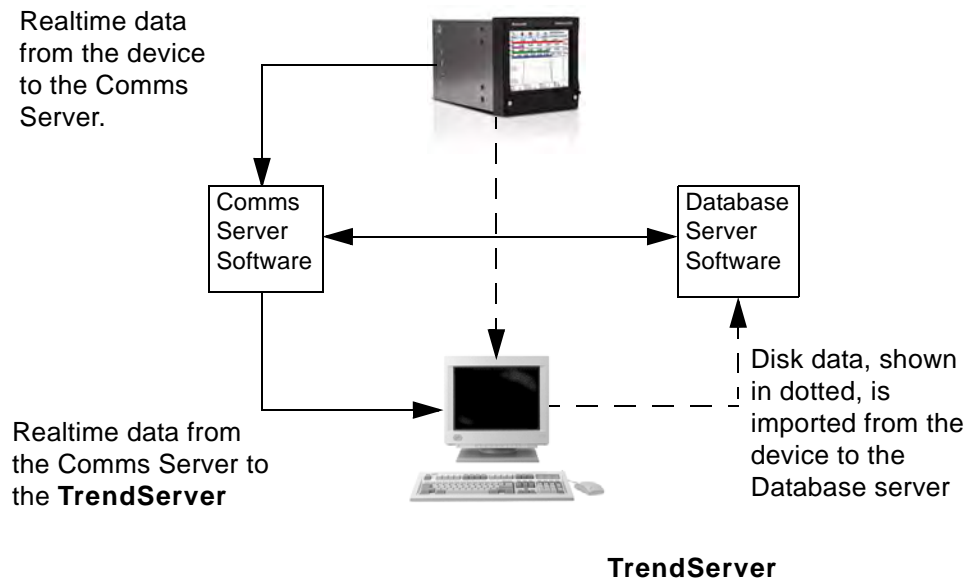 Realtime data
from the device
to the Comms
Server.
Comms
Server
Software
Database
Server
Software
Disk data, shown
in dotted, is
imported from the
device to the
Database server
Realtime data from
the Comms Server to
the TrendServer
TrendServer